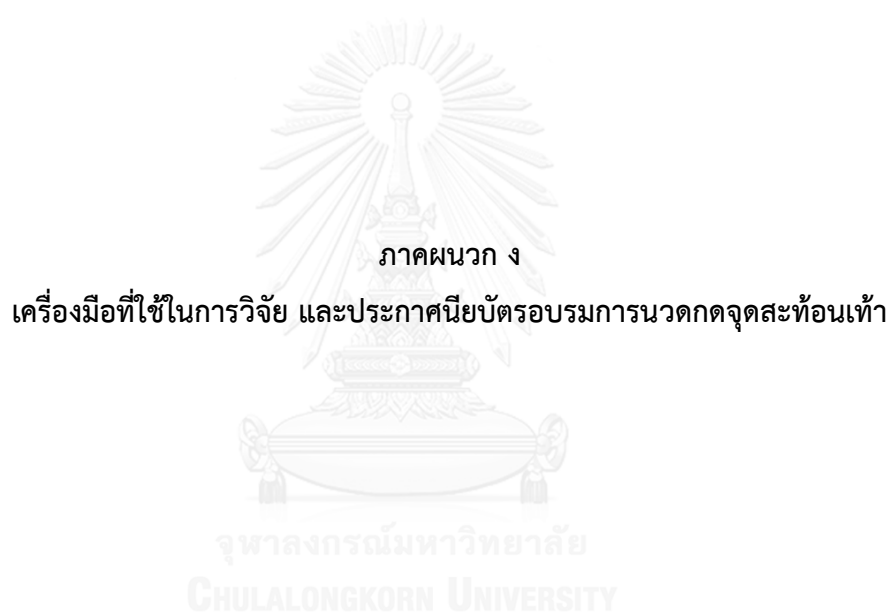 ภาคผนวก ง
เครื่องมือที่ใช้ในการวิจัย และประกาศนียบัตรอบรมการนวดกดจุดสะท้อนเท้า
จุฬาลงกรณ์มหาวิทยาลัย
CHULALONGKORN UNIVERSITY